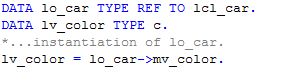 DATA lo_car TYPE REF TO lcl_car.
DATA lv_color TYPE c.
*...instantiation of lo_car.
lv_color = lo_car->mv_color.